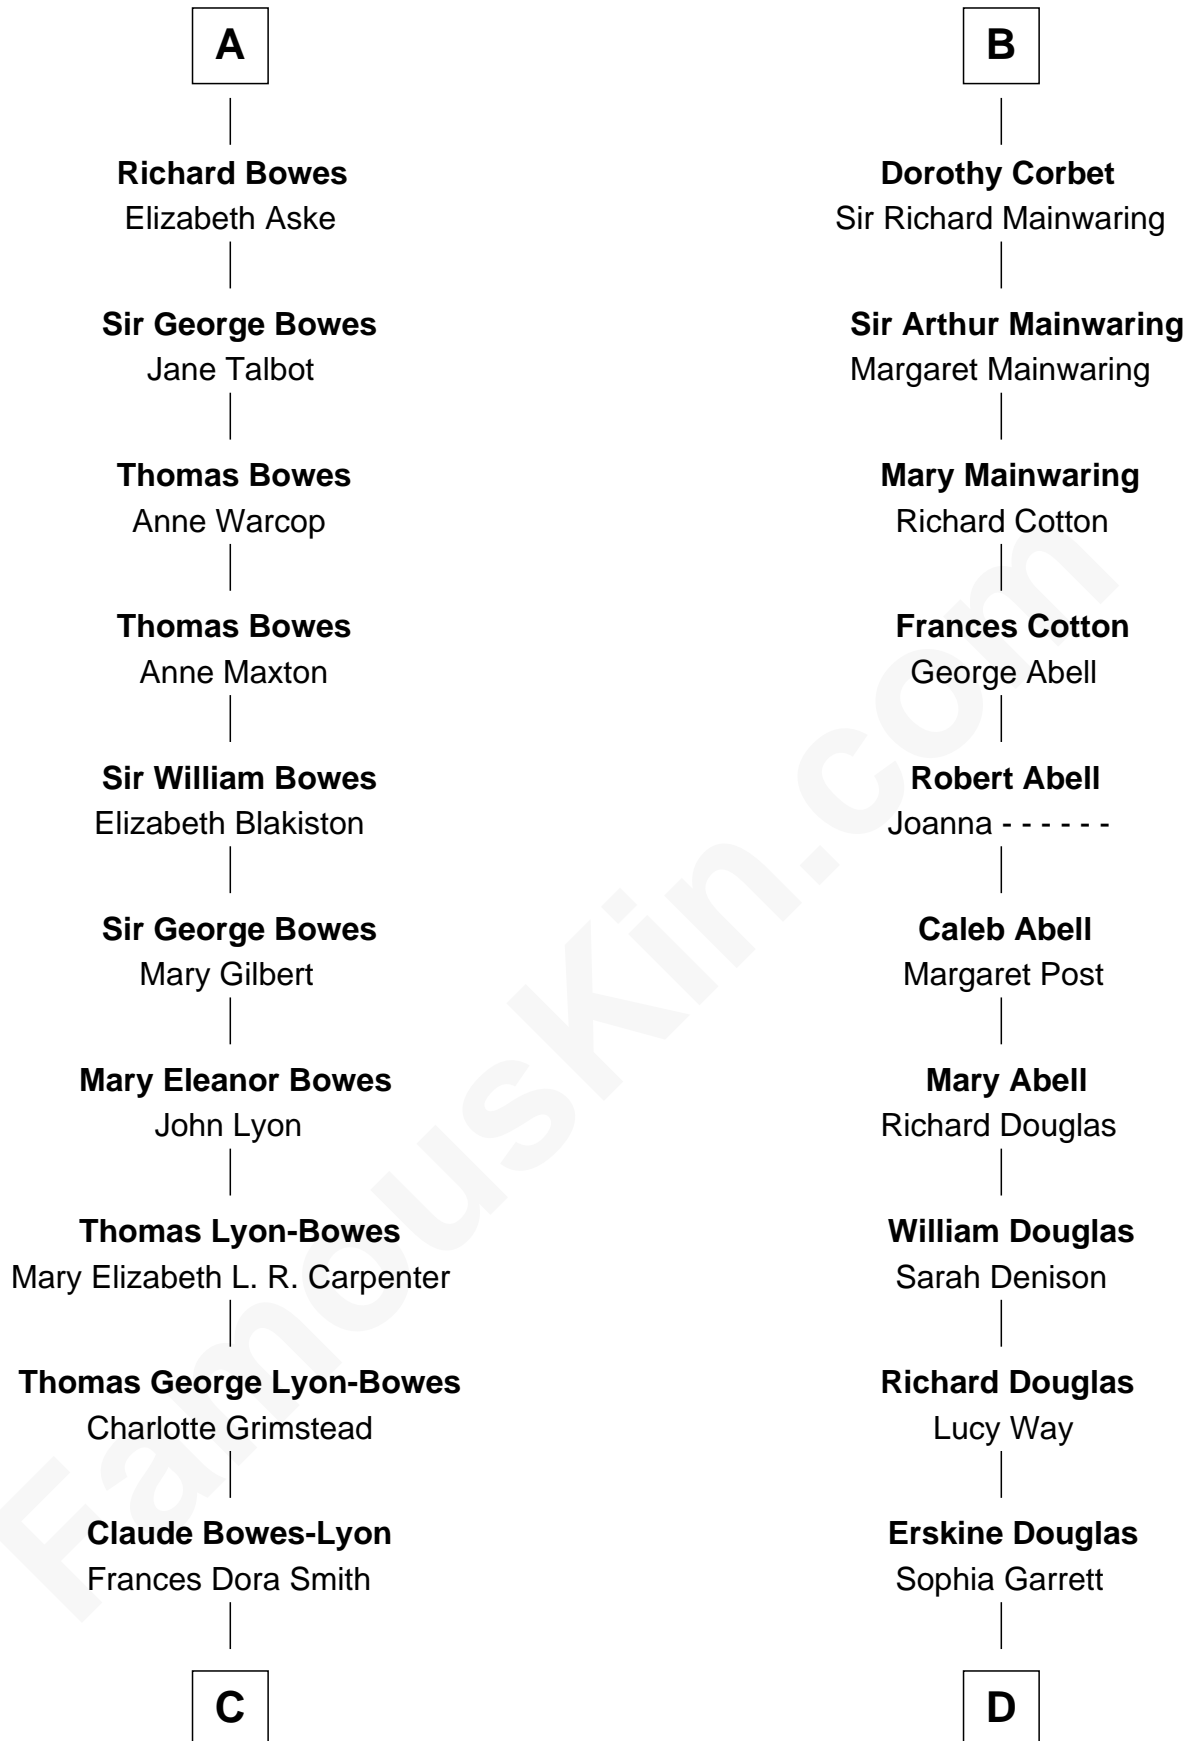 A
Richard Bowes
Elizabeth Aske
Sir George Bowes
Jane Talbot
Thomas Bowes
Anne Warcop
Thomas Bowes
Anne Maxton
Sir William Bowes
Elizabeth Blakiston
Sir George Bowes
Mary Gilbert
Mary Eleanor Bowes
John Lyon
Thomas Lyon-Bowes
Mary Elizabeth L. R. Carpenter
Thomas George Lyon-Bowes
Charlotte Grimstead
Claude Bowes-Lyon
Frances Dora Smith
C
B
Dorothy Corbet
Sir Richard Mainwaring
Sir Arthur Mainwaring
Margaret Mainwaring
Mary Mainwaring
Richard Cotton
Frances Cotton
George Abell
Robert Abell
Joanna - - - - - -
Caleb Abell
Margaret Post
Mary Abell
Richard Douglas
William Douglas
Sarah Denison
Richard Douglas
Lucy Way
Erskine Douglas
Sophia Garrett
D
FamousKin.com